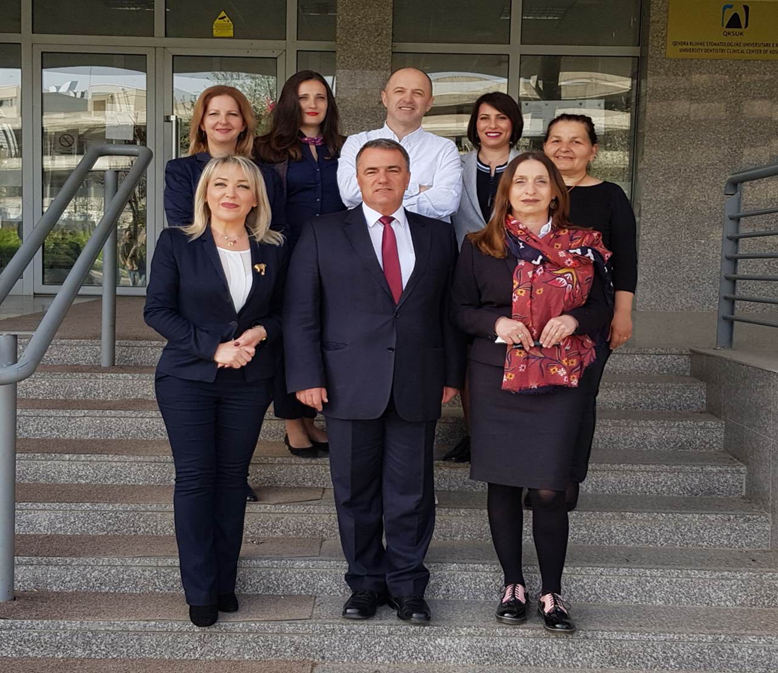 QKSUK
QENDRA KLINIKE STOMATOLOGJIKE UNIVERSITARE E
UNIVERSITY DENTISTRY CLINICAL CENTER OF